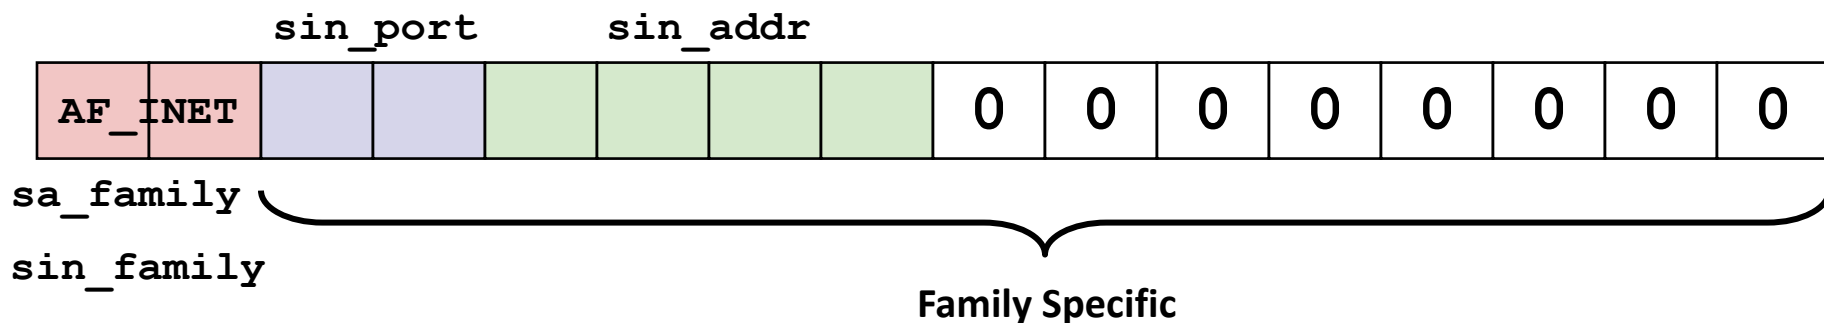 sin_port sin_addr
AF_INET 0 0 0 0 0 0 0 0
sa_family
sin_family
Family Specific